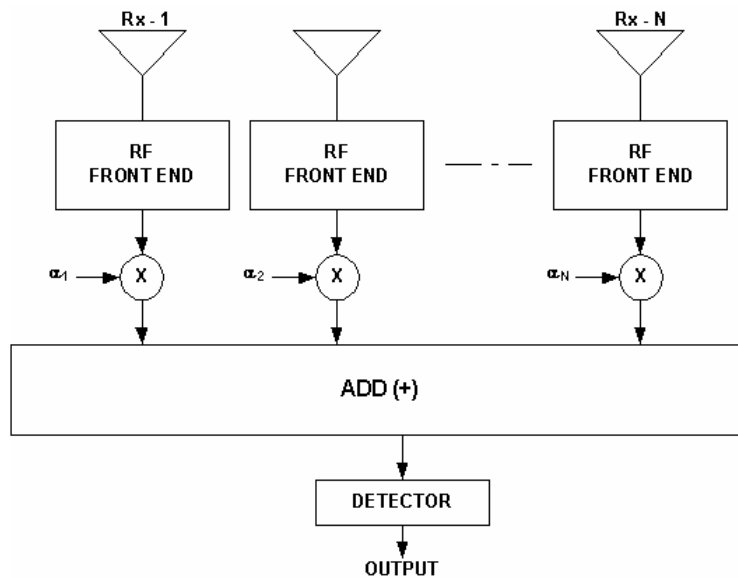 Rx - 1
Rx - N
RF
FRONT END
RF
FRONT END
RF
FRONT END
α1
X
α2
X
αN
X
ADD (+)
DETECTOR
OUTPUT